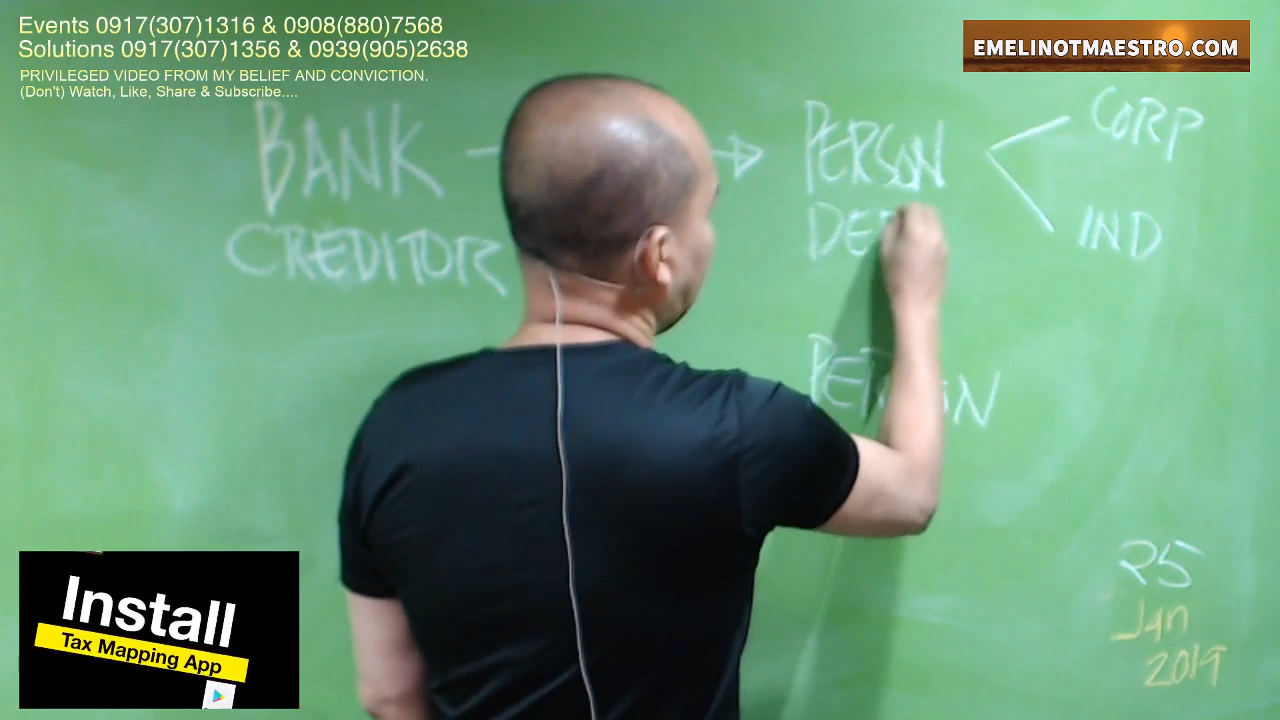 Events 0917(307)1316 & 0908(880)7568
Solutions 0917(307)1356 & 0939(905)2638
PRIVILEGED VIDEO FROM MY BELIEF AND CONVICTION.
(Don't) Watch, Like, Share & Subscribe....
EMELINOTMAESTRO.COM
BANK
CREDITOR
PERSON
CORP
IND
25
Jan
2019
Install
Tax Mapping App